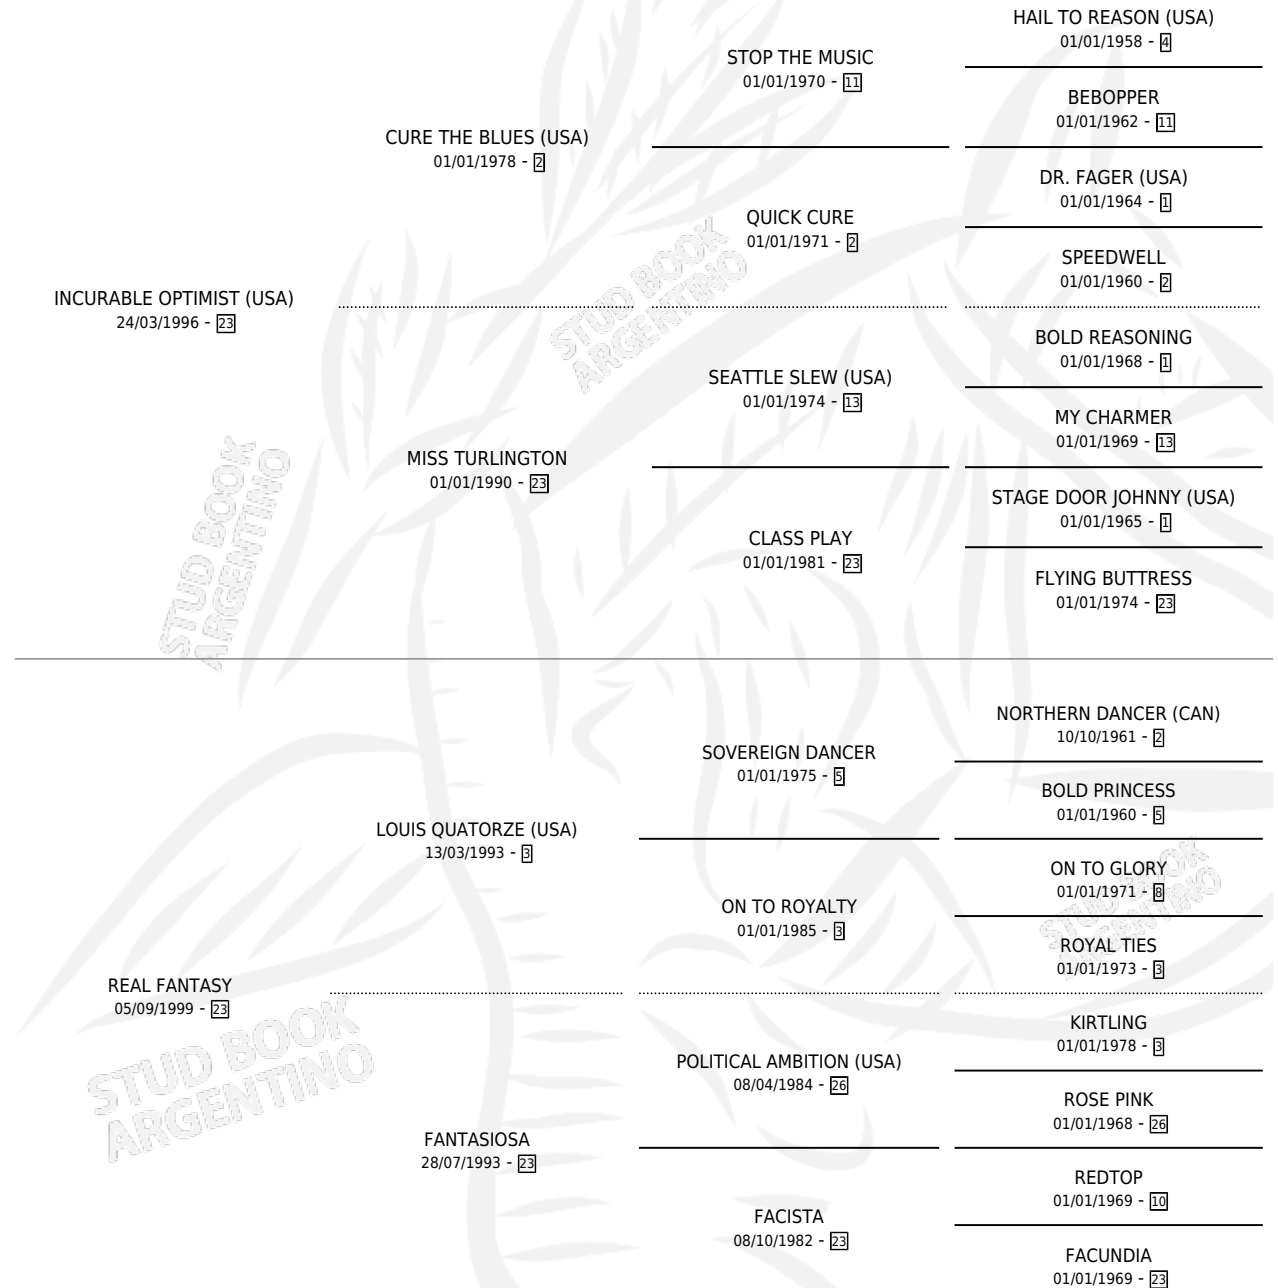 HAIL TO REASON (USA)
01/01/1958 - 4
STOP THE MUSIC
01/01/1970 - 11
BEBOPPER
01/01/1962 - 11
CURE THE BLUES (USA)
01/01/1978 - 2
DR. FAGER (USA)
01/01/1964 - 1
QUICK CURE
01/01/1971 - 2
SPEEDWELL
01/01/1960 - 2
INCURABLE OPTIMIST (USA)
24/03/1996 - 23
BOLD REASONING
01/01/1968 - 1
SEATTLE SLEW (USA)
01/01/1974 - 13
MY CHARMER
01/01/1969 - 13
MISS TURLINGTON
01/01/1990 - 23
STAGE DOOR JOHNNY (USA)
01/01/1965 - 1
CLASS PLAY
01/01/1981 - 23
FLYING BUTTRESS
01/01/1974 - 23
NORTHERN DANCER (CAN)
10/10/1961 - 2
SOVEREIGN DANCER
01/01/1975 - 5
BOLD PRINCESS
01/01/1960 - 5
LOUIS QUATORZE (USA)
13/03/1993 - 3
ON TO GLORY
01/01/1971 - 8
ON TO ROYALTY
01/01/1985 - 3
ROYAL TIES
01/01/1973 - 3
REAL FANTASY
05/09/1999 - 23
KIRTLING
01/01/1978 - 3
POLITICAL AMBITION (USA)
08/04/1984 - 26
ROSE PINK
01/01/1968 - 26
FANTASIOSA
28/07/1993 - 23
REDTOP
01/01/1969 - 10
FACISTA
08/10/1982 - 23
FACUNDIA
01/01/1969 - 23
STUD BOOK
ARGENTINO
STUD BOOK
ARGENTINO
STUD BOOK
ARGENTINO
STUD BOOK
ARGENTINO